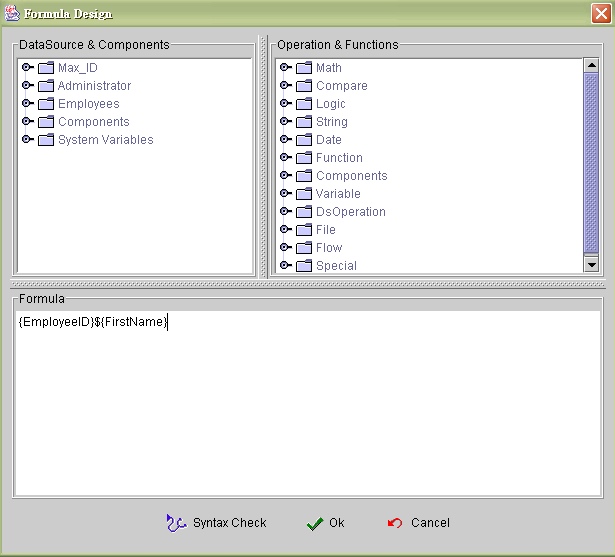 Formula Design
DataSource & Components
Max_ID
Administrator
Employees
Components
System Variables
Operation & Functions
Math
Compare
Logic
String
Date
Function
Components
Variable
DsOperation
File
Flow
Special
Formula
{EmployeeID}${FirstName}
Syntax Check
Ok
Cancel